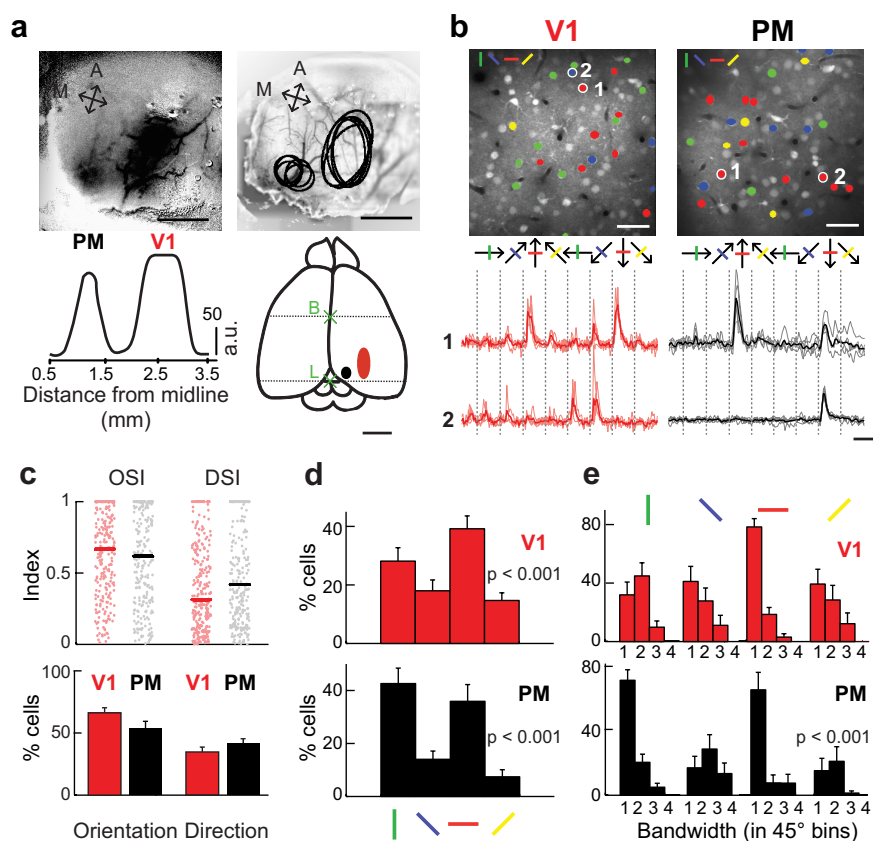 a
A
M
A
M
PM V1
50
a.u.
0.5 1.5 2.5 3.5
Distance from midline
(mm)
B
L
b
V1 PM
2
1
1
2
1
2
c
OSI DSI
1
0.5
0
Index
100
50
0
% cells
V1 PM V1 PM
Orientation Direction
d
40
20
0
% cells
V1
p < 0.001
40
20
0
% cells
PM
p < 0.001
e
80
40
0
V1
1 2 3 4 1 2 3 4 1 2 3 4 1 2 3 4
80
40
0
PM
p < 0.001
1 2 3 4 1 2 3 4 1 2 3 4 1 2 3 4
Bandwidth (in 45° bins)